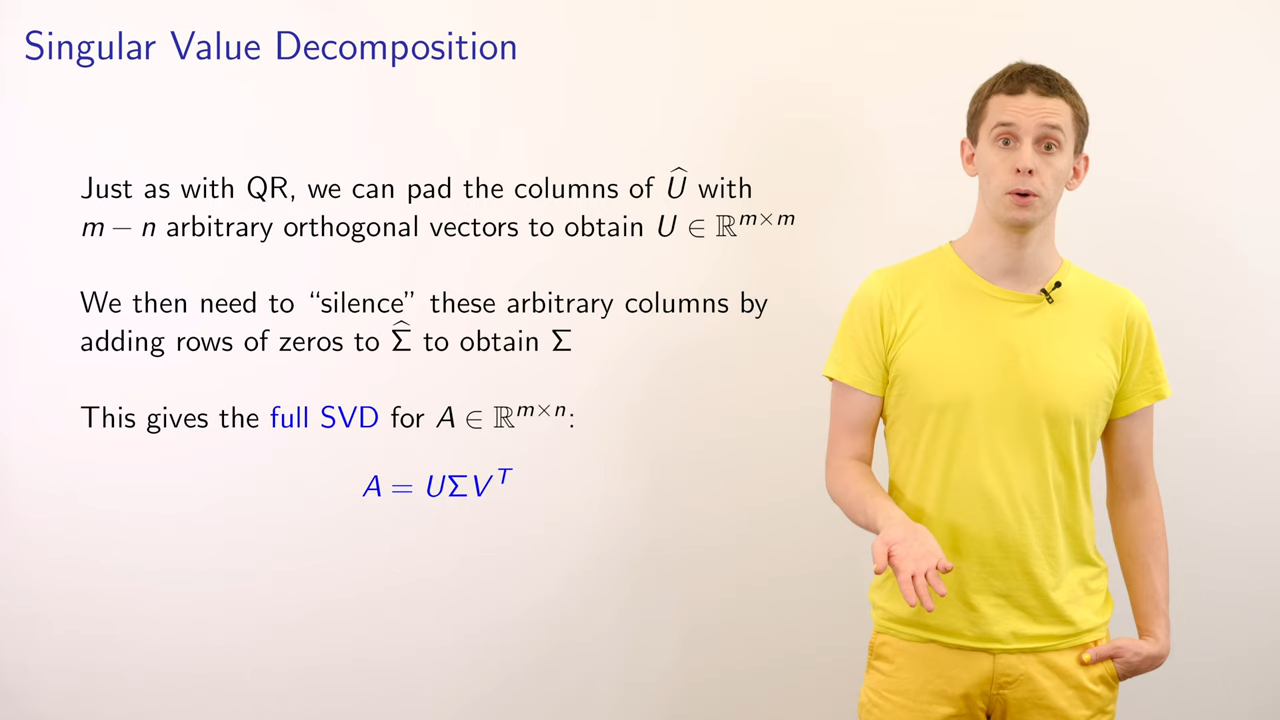 Singular Value Decomposition
Just as with QR, we can pad the columns of Û with
m − n arbitrary orthogonal vectors to obtain U ∈ ℝ^{m×m}
We then need to “silence” these arbitrary columns by
adding rows of zeros to Σ̂ to obtain Σ
This gives the full SVD for A ∈ ℝ^{m×n}:
A = UΣV^T